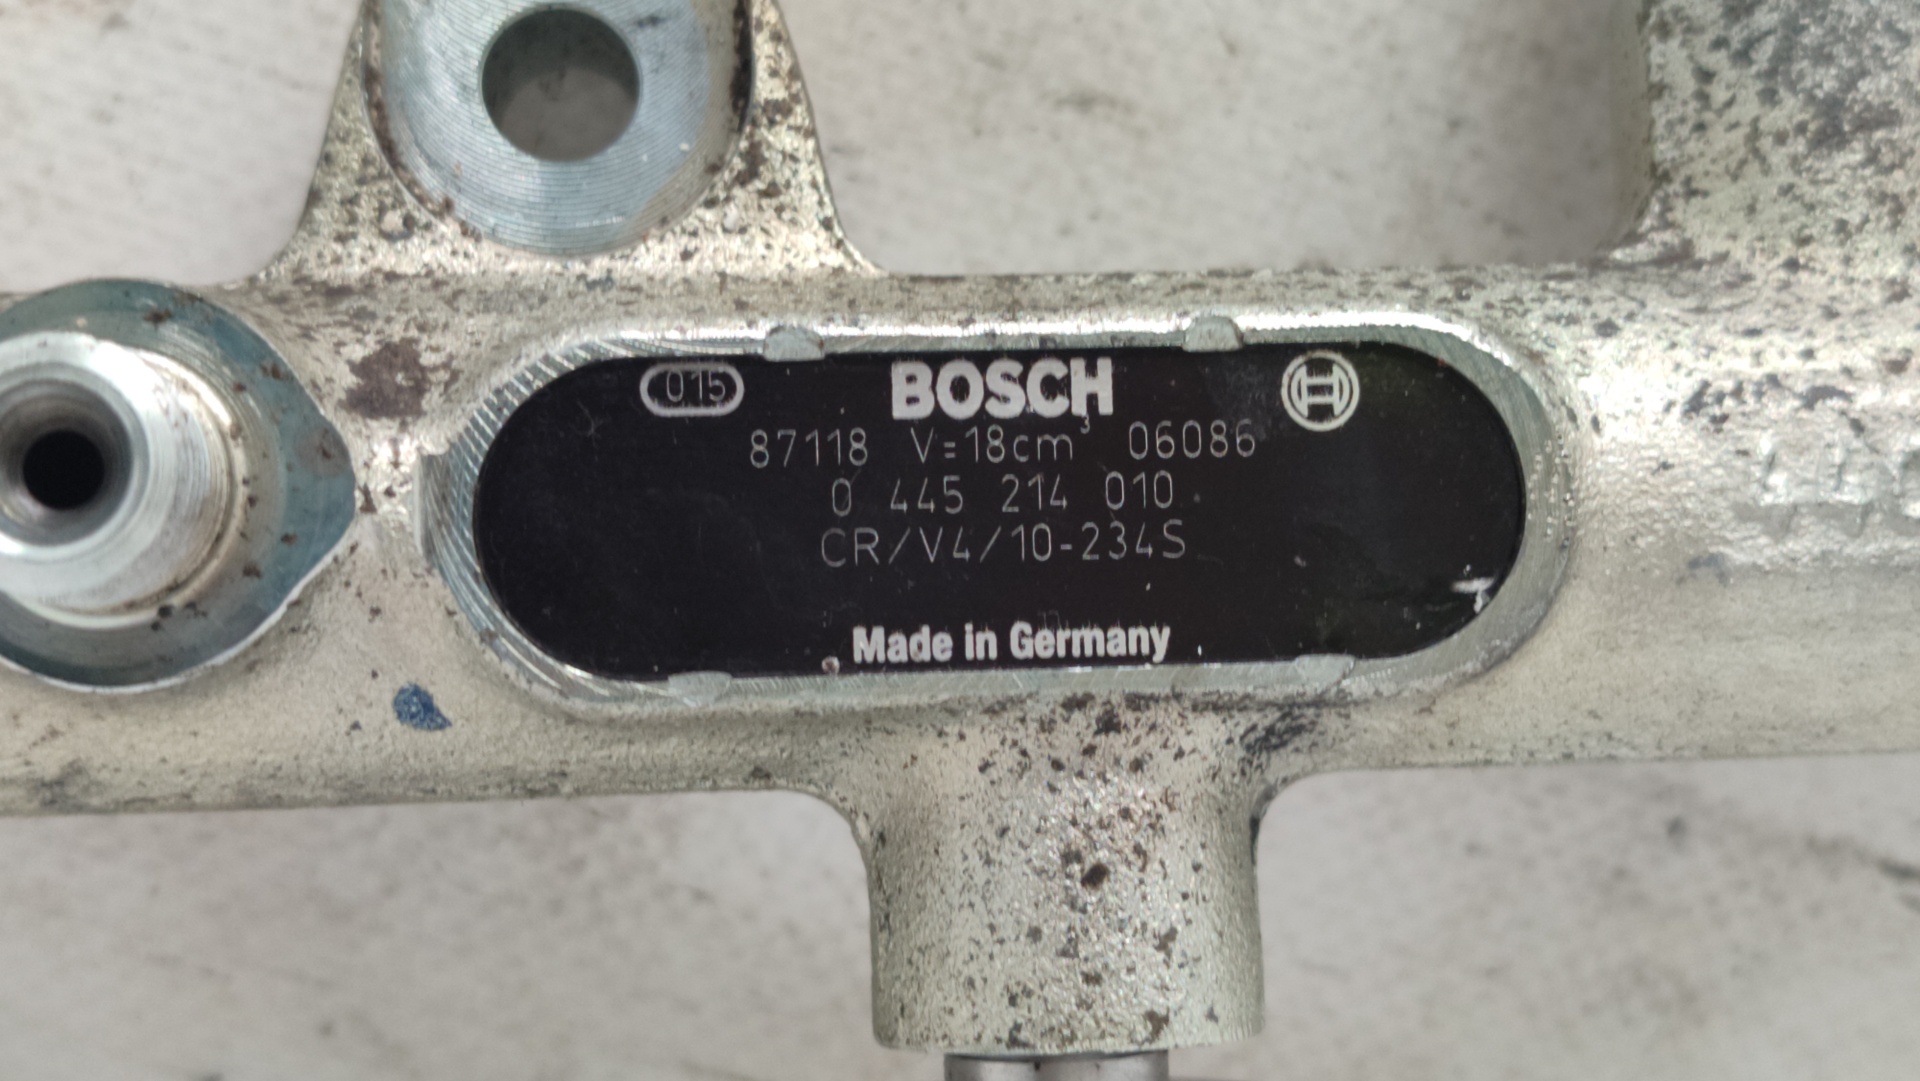 015 BOSCH
87118 V=18cm³ 06086
0 445 214 010
CR/V4/10-234S
Made in Germany